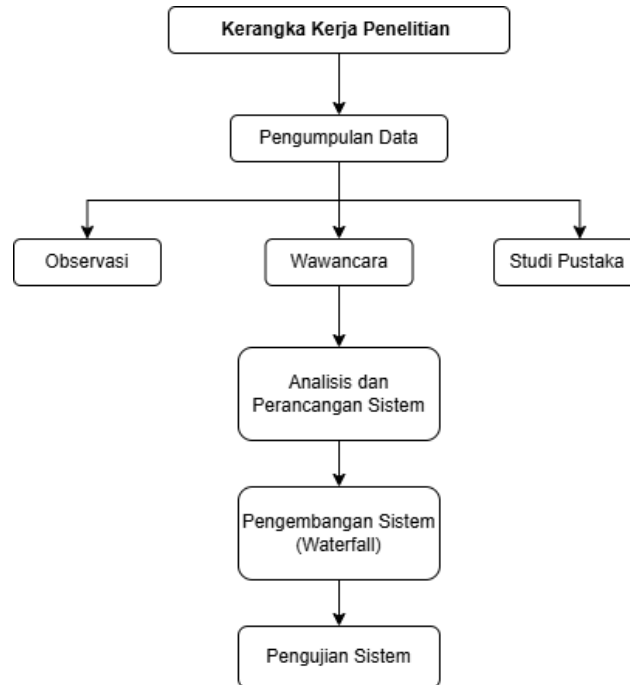 Kerangka Kerja Penelitian
Pengumpulan Data
Observasi
Wawancara
Studi Pustaka
Analisis dan
Perancangan Sistem
Pengembangan Sistem
(Waterfall)
Pengujian Sistem